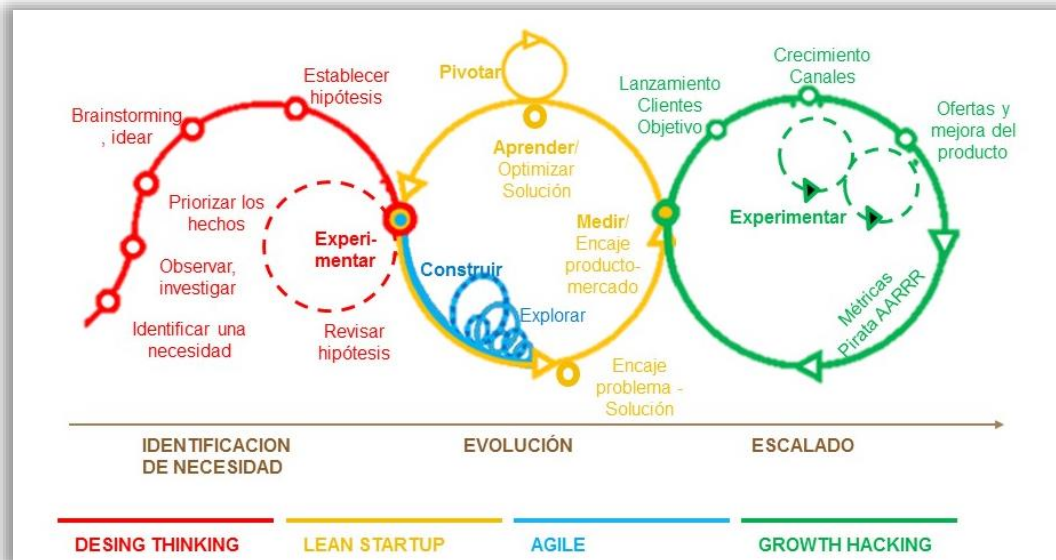 Establecer
hipótesis
Brainstorming
, idear
Priorizar los
hechos
Observar,
investigar
Identificar una
necesidad
Experi-
mentar
Revisar
hipótesis
Pivotar
Aprender/
Optimizar
Solución
Medir/
Encaje
producto-
mercado
Construir
Explorar
Encaje
problema -
Solución
Lanzamiento
Clientes
Objetivo
Crecimiento
Canales
Ofertas y
mejora del
producto
Experimentar
Métricas
Pirata AARRR
IDENTIFICACION
DE NECESIDAD
EVOLUCIÓN
ESCALADO
DESING THINKING
LEAN STARTUP
AGILE
GROWTH HACKING